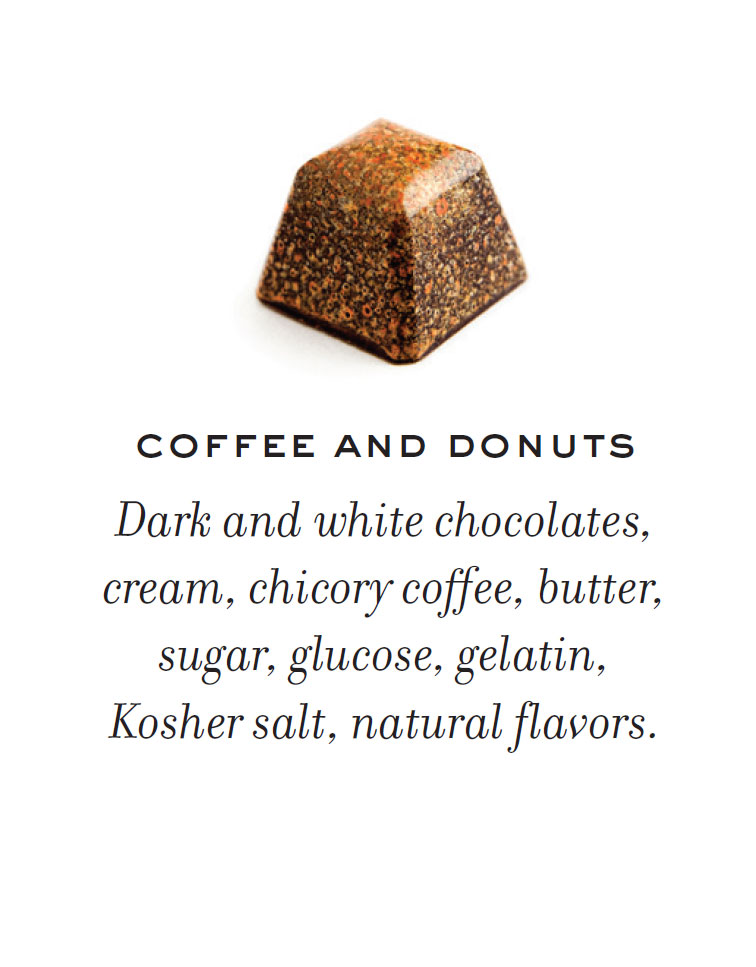 COFFEE AND DONUTS
Dark and white chocolates,
cream, chicory coffee, butter,
sugar, glucose, gelatin,
Kosher salt, natural flavors.